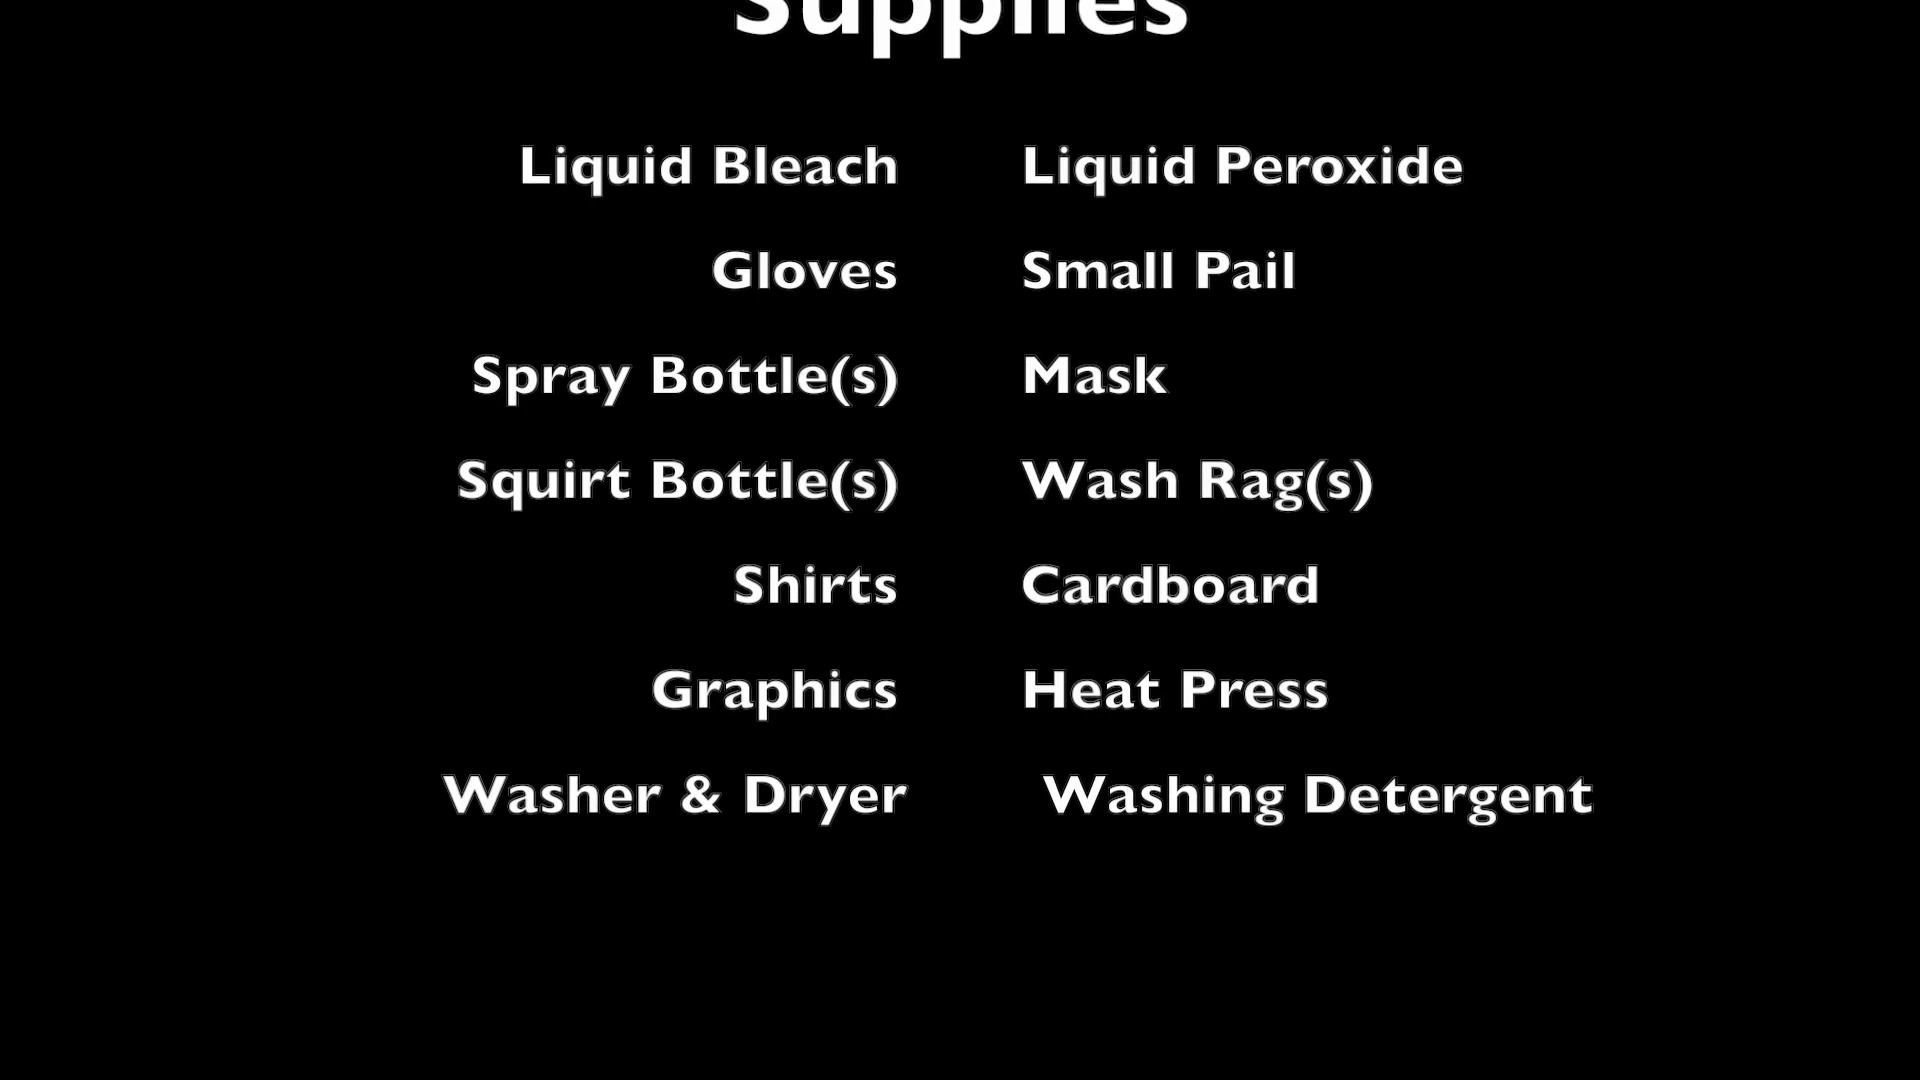 Supplies
Liquid Bleach Liquid Peroxide
Gloves Small Pail
Spray Bottle(s) Mask
Squirt Bottle(s) Wash Rag(s)
Shirts Cardboard
Graphics Heat Press
Washer & Dryer Washing Detergent